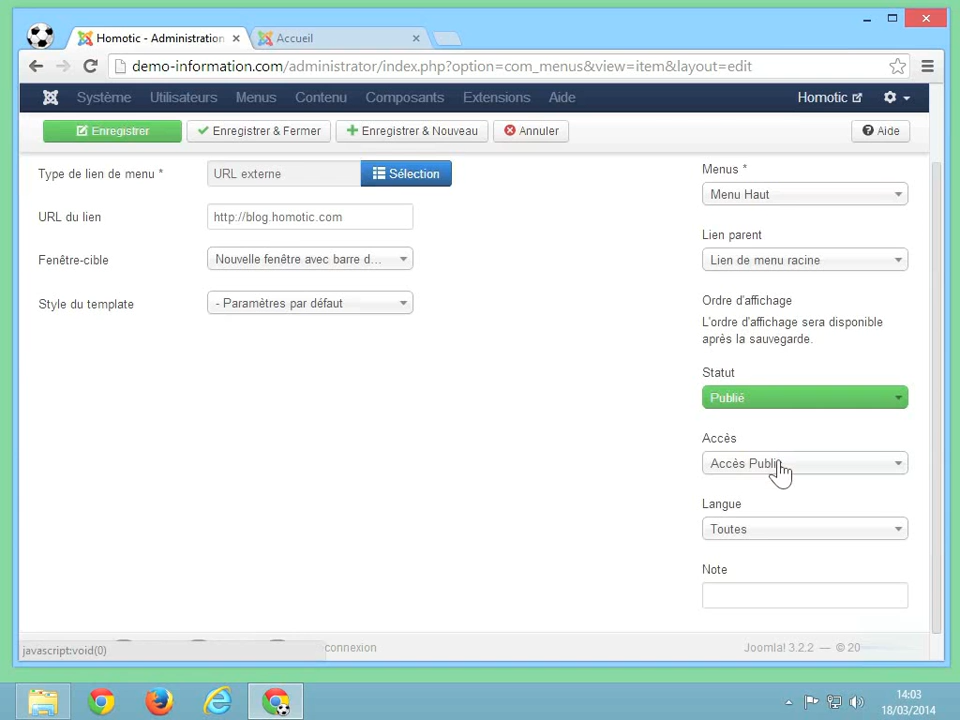 Homotic - Administration
Accueil
demo-information.com/administrator/index.php?option=com_menus&view=item&layout=edit
Système Utilisateurs Menus Contenu Composants Extensions Aide Homotic
Enregistrer Enregistrer & Fermer Enregistrer & Nouveau Annuler Aide
Type de lien de menu * URL externe Sélection
URL du lien http://blog.homotic.com
Fenêtre-cible Nouvelle fenêtre avec barre d...
Style du template - Paramètres par défaut
Menus *
Menu Haut
Lien parent
Lien de menu racine
Ordre d'affichage
L'ordre d'affichage sera disponible
après la sauvegarde.
Statut
Publié
Accès
Accès Public
Langue
Toutes
Note
javascript:void(0) connexion Joomla! 3.2.2 — © 20
14:03
18/03/2014